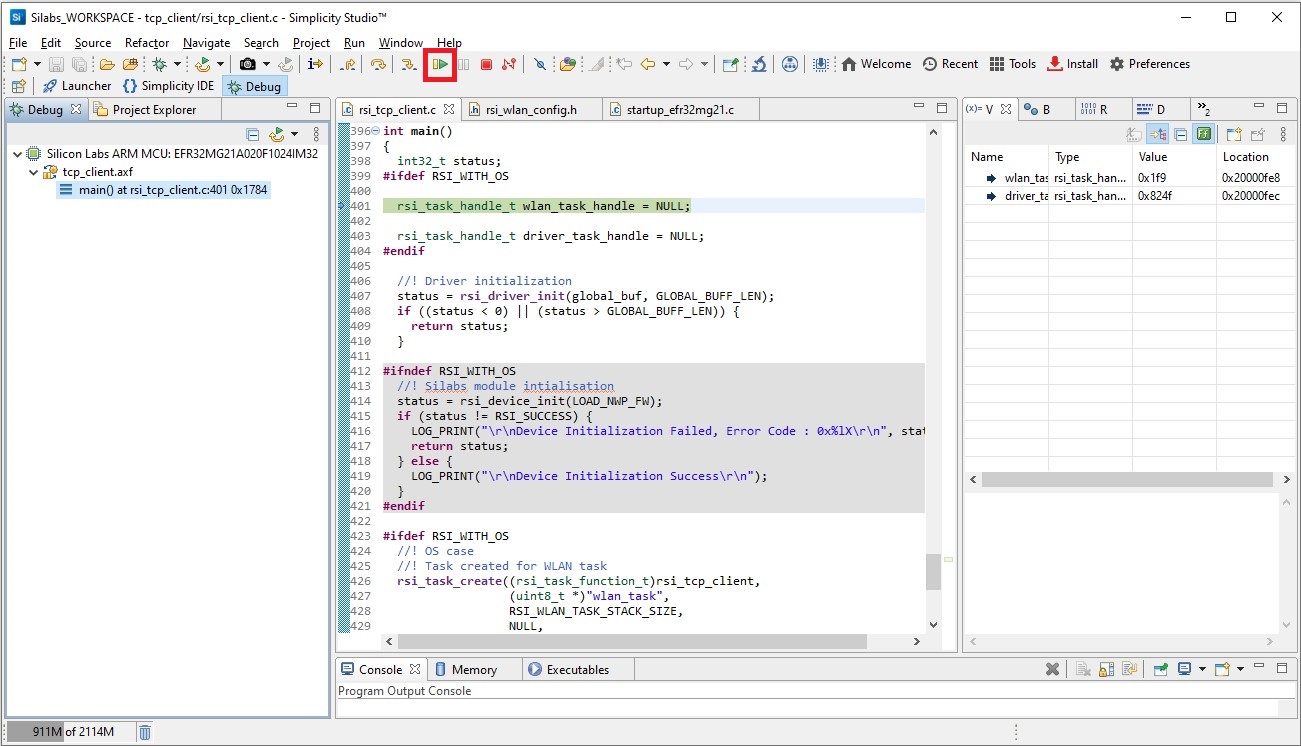 Silabs_WORKSPACE - tcp_client/rsi_tcp_client.c - Simplicity Studio™
File Edit Source Refactor Navigate Search Project Run Window Help
Welcome Recent Tools Install Preferences
Launcher Simplicity IDE Debug
Debug Project Explorer
Silicon Labs ARM MCU: EFR32MG21A020F1024IM32
tcp_client.axf
main() at rsi_tcp_client.c:401 0x1784
rsi_tcp_client.c rsi_wlan_config.h startup_efr32mg21.c
396 int main()
397 {
398 int32_t status;
399 #ifdef RSI_WITH_OS
400
401 rsi_task_handle_t wlan_task_handle = NULL;
402
403 rsi_task_handle_t driver_task_handle = NULL;
404 #endif
405
406 //! Driver initialization
407 status = rsi_driver_init(global_buf, GLOBAL_BUFF_LEN);
408 if ((status < 0) || (status > GLOBAL_BUFF_LEN)) {
409 return status;
410 }
411
412 #ifndef RSI_WITH_OS
413 //! Silabs module intialisation
414 status = rsi_device_init(LOAD_NWP_FW);
415 if (status != RSI_SUCCESS) {
416 LOG_PRINT("\r\nDevice Initialization Failed, Error Code : 0x%lX\r\n", stat
417 return status;
418 } else {
419 LOG_PRINT("\r\nDevice Initialization Success\r\n");
420 }
421 #endif
422
423 #ifdef RSI_WITH_OS
424 //! OS case
425 //! Task created for WLAN task
426 rsi_task_create((rsi_task_function_t)rsi_tcp_client,
427 (uint8_t *)"wlan_task",
428 RSI_WLAN_TASK_STACK_SIZE,
429 NULL,
(x)= V B 1010 0101 R D »2
Name Type Value Location
wlan_tas rsi_task_han... 0x1f9 0x20000fe8
driver_ta rsi_task_han... 0x824f 0x20000fec
Console Memory Executables
Program Output Console
911M of 2114M